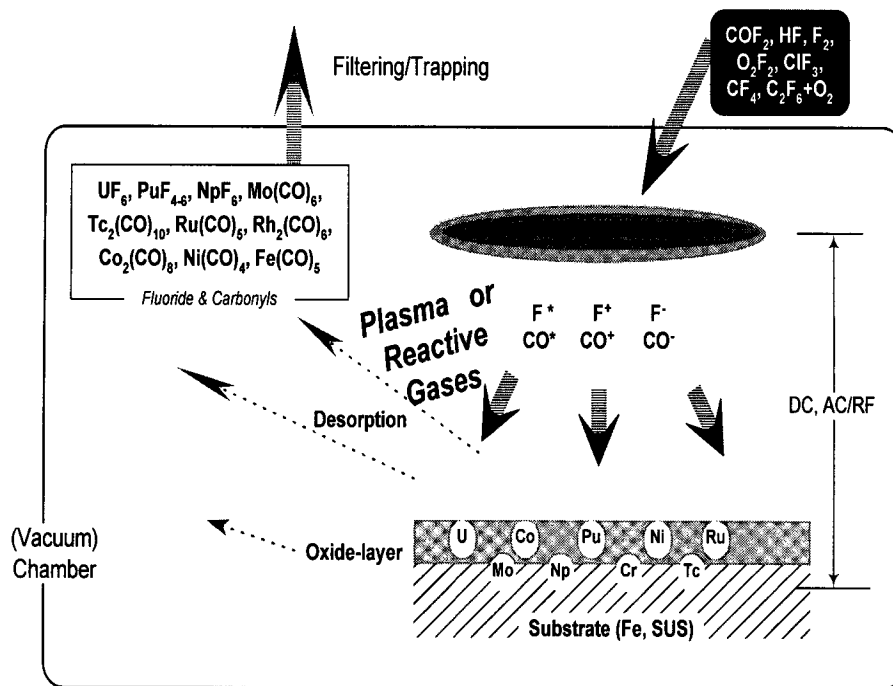 COF₂, HF, F₂,
O₂F₂, ClF₃,
CF₄, C₂F₆+O₂
Filtering/Trapping
UF₆, PuF₄₋₆, NpF₆, Mo(CO)₆,
Tc₂(CO)₁₀, Ru(CO)₅, Rh₂(CO)₆,
Co₂(CO)₈, Ni(CO)₄, Fe(CO)₅
Fluoride & Carbonyls
Plasma or
Reactive
Gases
F* F⁺ F⁻
CO* CO⁺ CO⁻
DC, AC/RF
Desorption
(Vacuum)
Chamber
Oxide-layer
U Co Pu Ni Ru
Mo Np Cr Tc
Substrate (Fe, SUS)